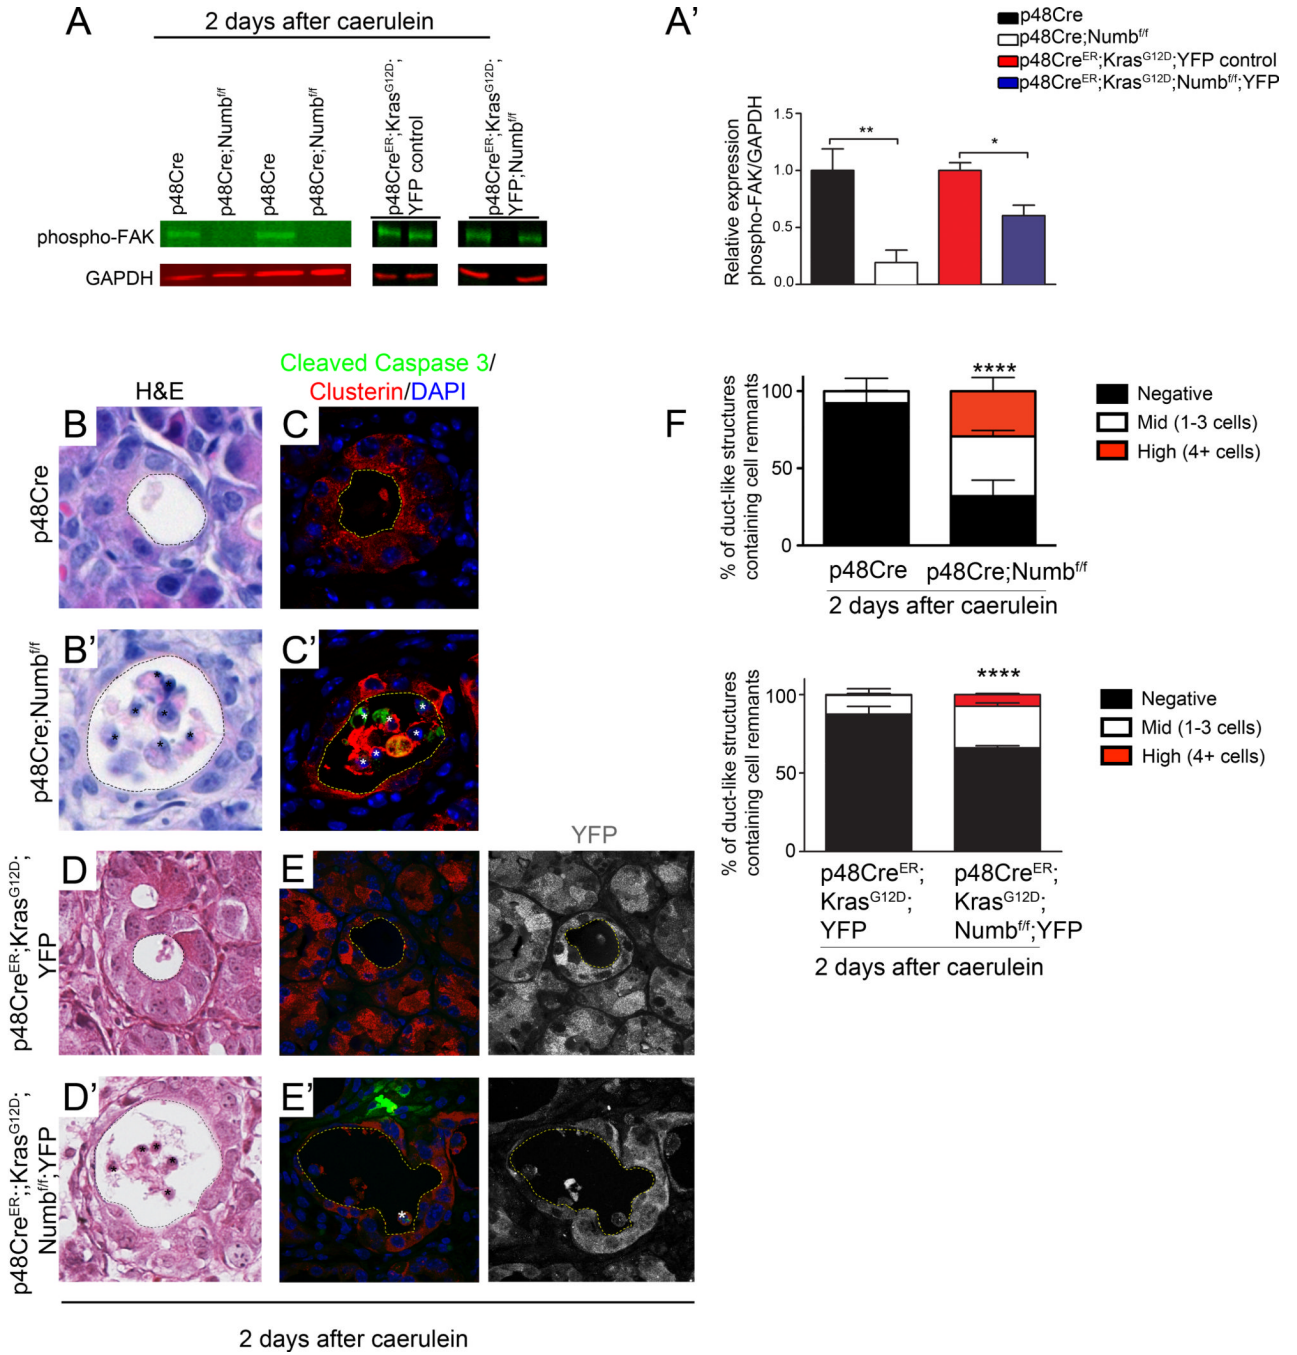 A
2 days after caerulein
p48Cre
p48Cre;Numbf/f
p48Cre
p48Cre;Numbf/f
p48CreER;KrasG12D;
YFP control
p48CreER;KrasG12D;
YFP;Numbf/f
phospho-FAK
GAPDH
A'
p48Cre
p48Cre;Numbf/f
p48CreER;KrasG12D;YFP control
p48CreER;KrasG12D;Numbf/f;YFP
Relative expression
phospho-FAK/GAPDH
1.5
1.0
0.5
0.0
**
*
H&E
Cleaved Caspase 3/
Clusterin/DAPI
p48Cre
B
C
p48Cre;Numbf/f
B'
C'
YFP
p48CreER;KrasG12D;
YFP
D
E
p48CreER;;KrasG12D;
Numbf/f;YFP
D'
E'
2 days after caerulein
F
% of duct-like structures
containing cell remnants
100
50
0
****
Negative
Mid (1-3 cells)
High (4+ cells)
p48Cre
p48Cre;Numbf/f
2 days after caerulein
% of duct-like structures
containing cell remnants
100
50
0
****
Negative
Mid (1-3 cells)
High (4+ cells)
p48CreER;
KrasG12D;
YFP
p48CreER;
KrasG12D;
Numbf/f;YFP
2 days after caerulein